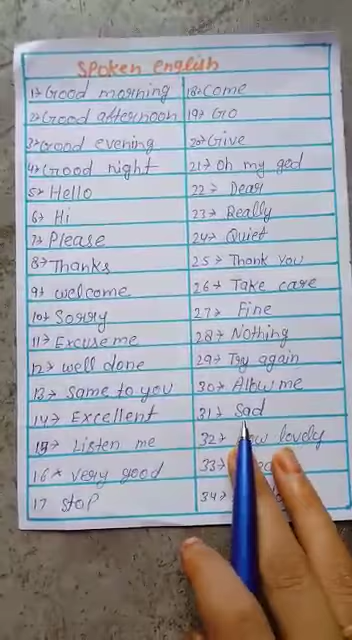 Spoken english
1→ Good morning
2→ Good afternoon
3→ Good evening
4→ Good night
5→ Hello
6→ Hi
7→ Please
8→ Thanks
9→ welcome
10→ Sorry
11→ Excuse me
12→ well done
13→ same to you
14→ Excellent
15→ Listen me
16→ very good
17 stop
18→ Come
19→ Go
20→ Give
21→ oh my god
22→ Dear
23→ Really
24→ Quiet
25→ Thank you
26→ Take care
27→ Fine
28→ Nothing
29→ Try again
30→ Allow me
31→ Sad
32→ lovely
33→
34→